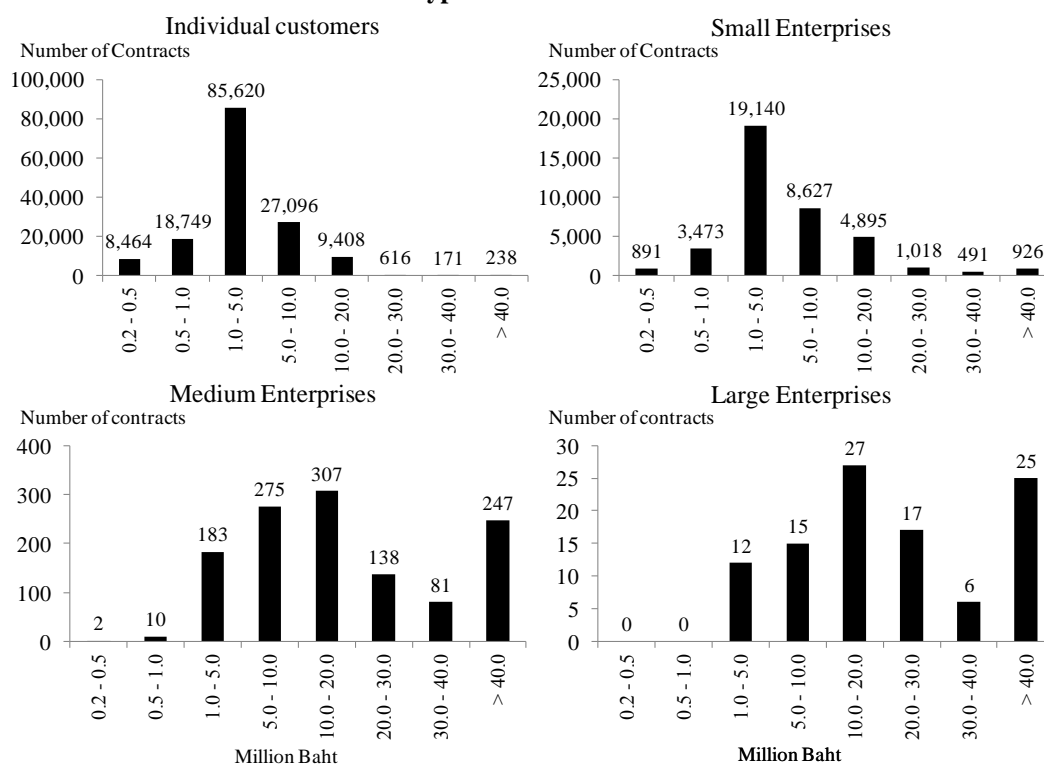 Individual customers
Number of Contracts
100,000
80,000
60,000
40,000
20,000
0
8,464
18,749
85,620
27,096
9,408
616
171
238
0.2 - 0.5
0.5 - 1.0
1.0 - 5.0
5.0 - 10.0
10.0 - 20.0
20.0 - 30.0
30.0 - 40.0
> 40.0
Small Enterprises
Number of Contracts
25,000
20,000
15,000
10,000
5,000
0
891
3,473
19,140
8,627
4,895
1,018
491
926
0.2 - 0.5
0.5 - 1.0
1.0 - 5.0
5.0 - 10.0
10.0 - 20.0
20.0 - 30.0
30.0 - 40.0
> 40.0
Medium Enterprises
Number of contracts
400
300
200
100
0
2
10
183
275
307
138
81
247
0.2 - 0.5
0.5 - 1.0
1.0 - 5.0
5.0 - 10.0
10.0 - 20.0
20.0 - 30.0
30.0 - 40.0
> 40.0
Million Baht
Large Enterprises
Number of contracts
30
25
20
15
10
5
0
0
0
12
15
27
17
6
25
0.2 - 0.5
0.5 - 1.0
1.0 - 5.0
5.0 - 10.0
10.0 - 20.0
20.0 - 30.0
30.0 - 40.0
> 40.0
Million Baht